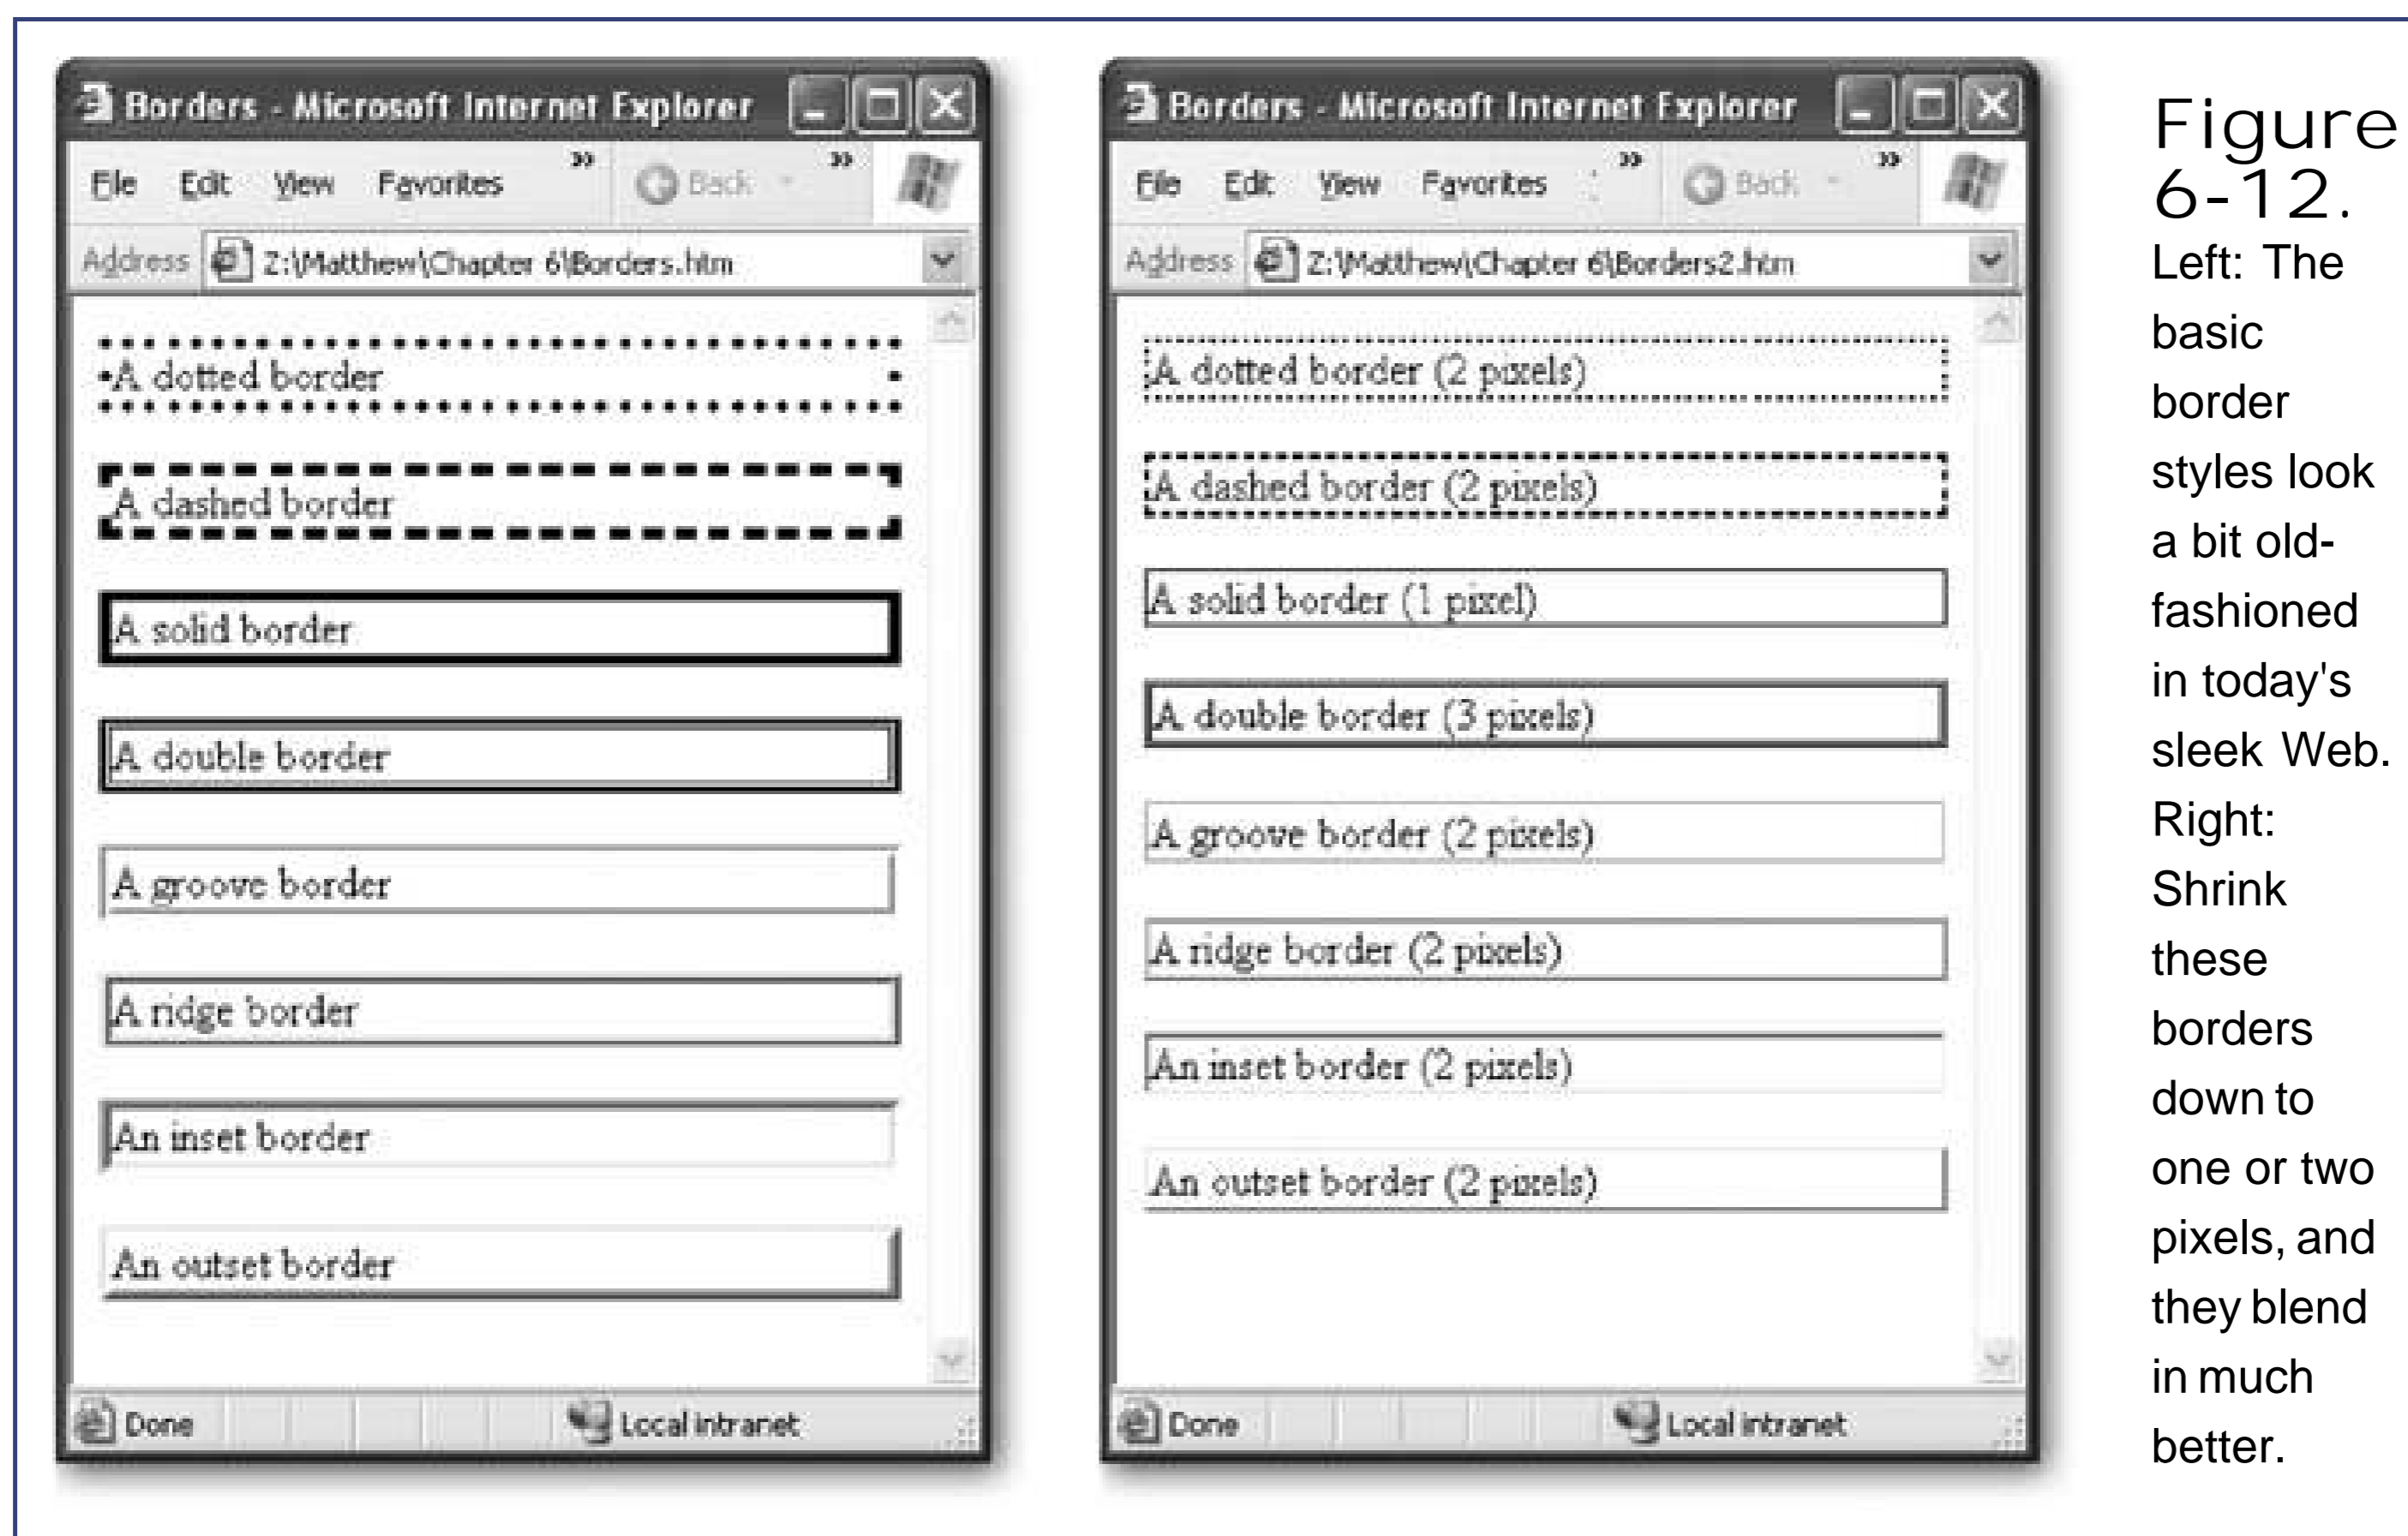 Borders - Microsoft Internet Explorer
File Edit View Favorites » Back »
Address Z:\Matthew\Chapter 6\Borders.htm
A dotted border
A dashed border
A solid border
A double border
A groove border
A ridge border
An inset border
An outset border
Done Local intranet
Borders - Microsoft Internet Explorer
File Edit View Favorites » Back »
Address Z:\Matthew\Chapter 6\Borders2.htm
A dotted border (2 pixels)
A dashed border (2 pixels)
A solid border (1 pixel)
A double border (3 pixels)
A groove border (2 pixels)
A ridge border (2 pixels)
An inset border (2 pixels)
An outset border (2 pixels)
Done Local intranet
Figure
6-12.
Left: The
basic
border
styles look
a bit old-
fashioned
in today's
sleek Web.
Right:
Shrink
these
borders
down to
one or two
pixels, and
they blend
in much
better.